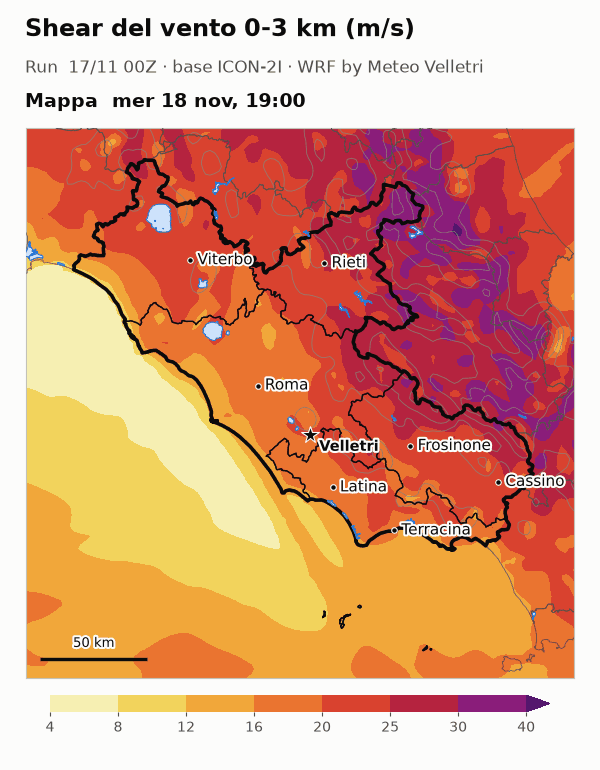 Shear del vento 0-3 km (m/s)
Run  17/11 00Z · base ICON-2I · WRF by Meteo Velletri
Mappa  mer 18 nov, 19:00
Viterbo
Rieti
Roma
Velletri
Frosinone
Cassino
Latina
Terracina
50 km
4 8 12 16 20 25 30 40